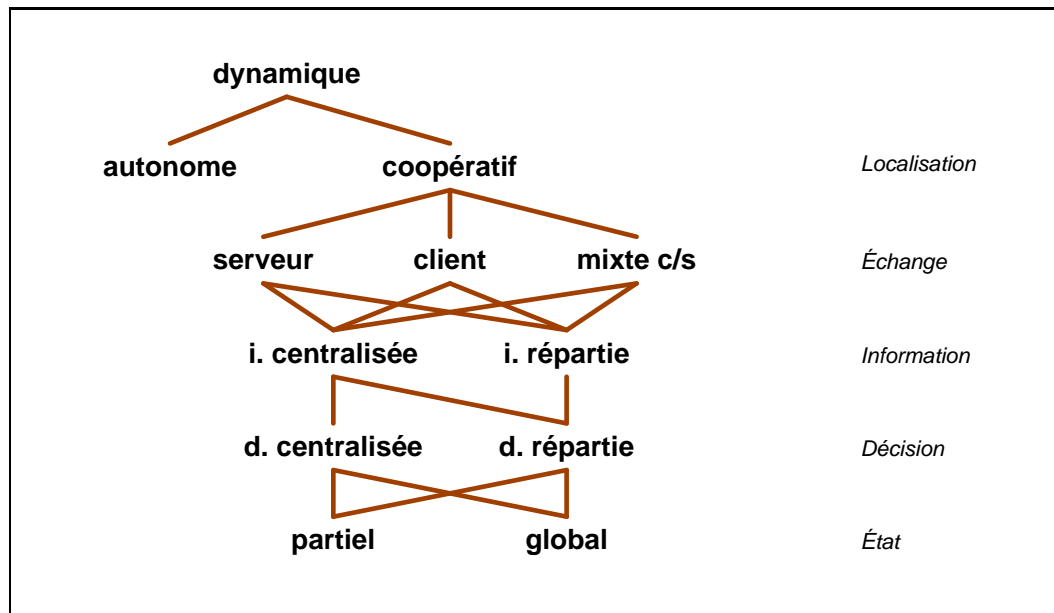 dynamique
autonome coopératif Localisation
serveur client mixte c/s Échange
i. centralisée i. répartie Information
d. centralisée d. répartie Décision
partiel global État